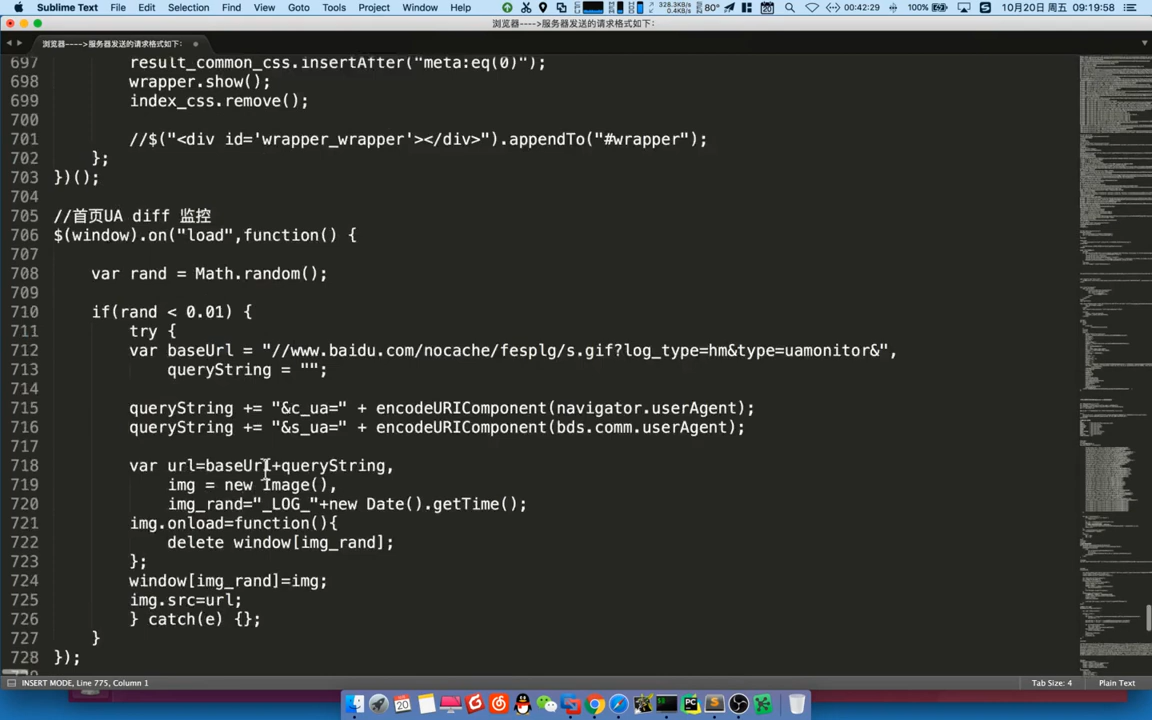 Sublime Text File Edit Selection Find View Goto Tools Project Window Help 328.3K/s 0.4K/s 00:42:29 100% 10月20日 周五 09:19:58
浏览器---->服务器发送的请求格式如下:
浏览器---->服务器发送的请求格式如下:
697 result_common_css.insertAfter("meta:eq(0)");
698 wrapper.show();
699 index_css.remove();
700
701 //$("<div id='wrapper_wrapper'></div>").appendTo("#wrapper");
702 };
703 })();
704
705 //首页UA diff 监控
706 $(window).on("load",function() {
707
708 var rand = Math.random();
709
710 if(rand < 0.01) {
711 try {
712 var baseUrl = "//www.baidu.com/nocache/fesplg/s.gif?log_type=hm&type=uamonitor&",
713 queryString = "";
714
715 queryString += "&c_ua=" + encodeURIComponent(navigator.userAgent);
716 queryString += "&s_ua=" + encodeURIComponent(bds.comm.userAgent);
717
718 var url=baseUrl+queryString,
719 img = new Image(),
720 img_rand="_LOG_"+new Date().getTime();
721 img.onload=function(){
722 delete window[img_rand];
723 };
724 window[img_rand]=img;
725 img.src=url;
726 } catch(e) {};
727 }
728 });
INSERT MODE, Line 775, Column 1 Tab Size: 4 Plain Text